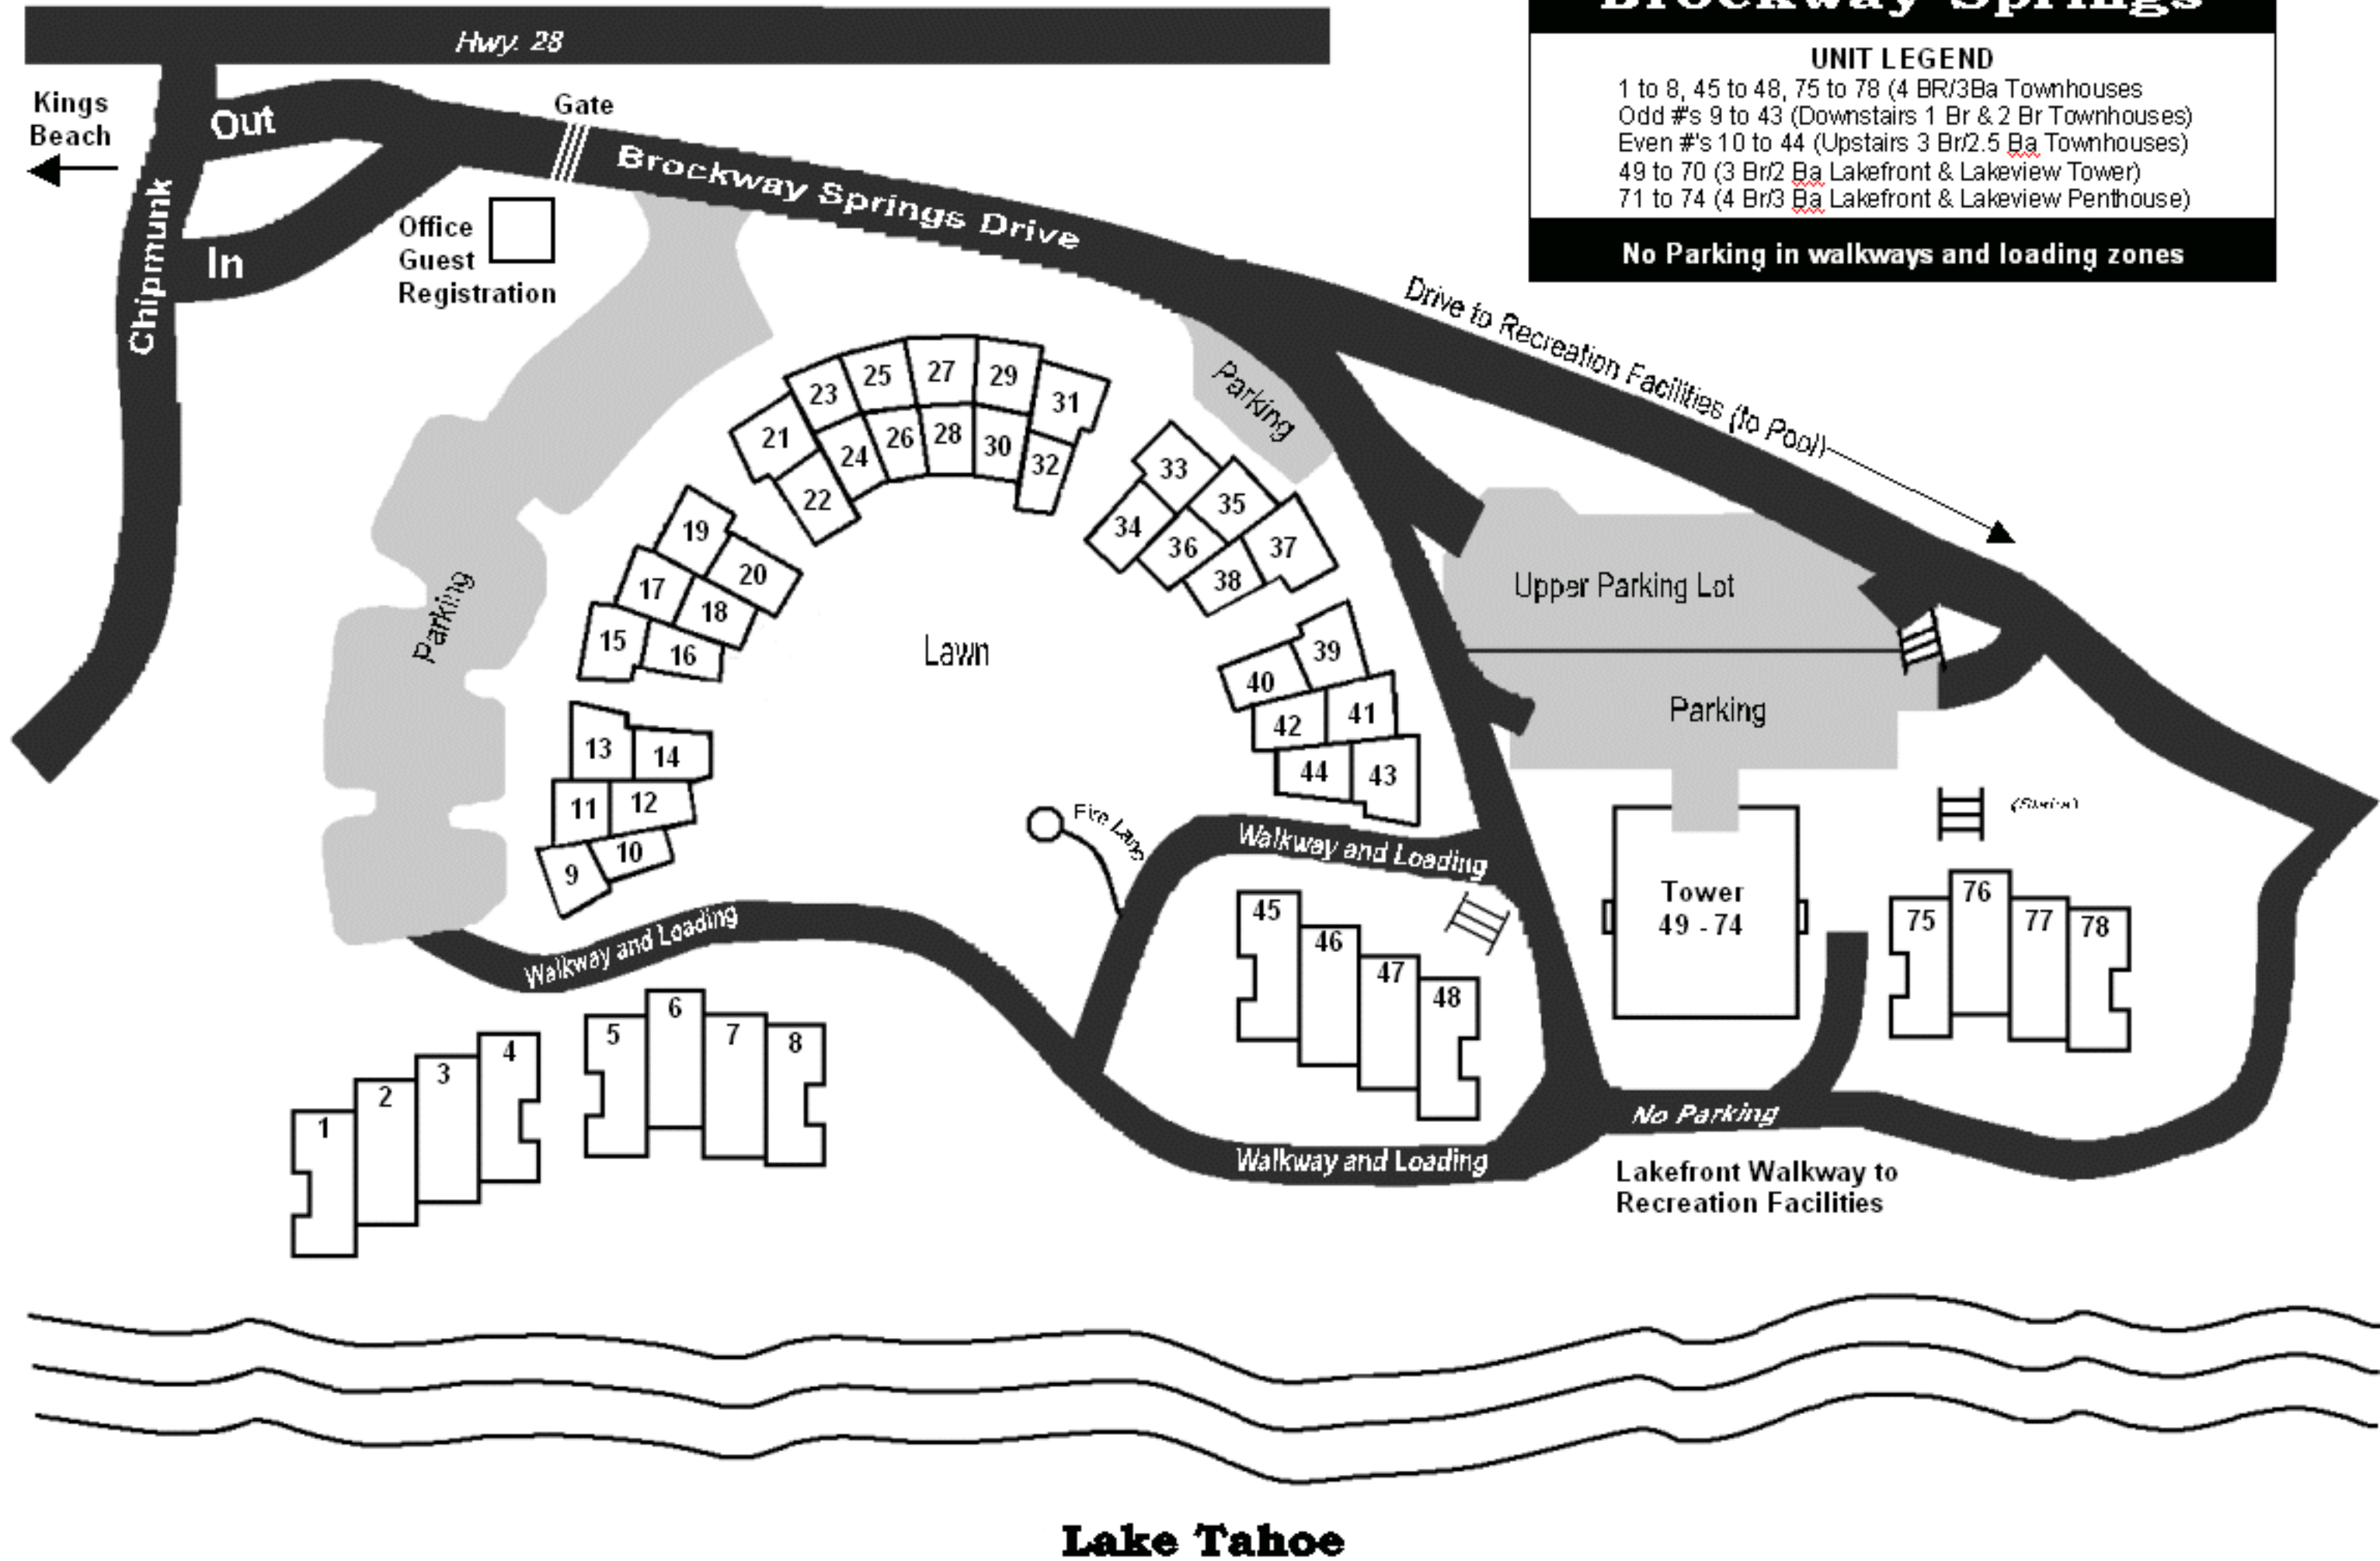 Brockway Springs
UNIT LEGEND
1 to 8, 45 to 48, 75 to 78 (4 BR/3Ba Townhouses
Odd #'s 9 to 43 (Downstairs 1 Br & 2 Br Townhouses)
Even #'s 10 to 44 (Upstairs 3 Br/2.5 Ba Townhouses)
49 to 70 (3 Br/2 Ba Lakefront & Lakeview Tower)
71 to 74 (4 Br/3 Ba Lakefront & Lakeview Penthouse)
No Parking in walkways and loading zones
Hwy. 28
Kings
Beach
Out
In
Chipmunk
Gate
Brockway Springs Drive
Office
Guest
Registration
Drive to Recreation Facilities (to Pool)
Parking
Parking
Upper Parking Lot
Parking
Lawn
21
23
25
27
29
31
22
24
26
28
30
32
19
20
17
18
15
16
13
14
11
12
9
10
33
34
35
36
37
38
39
40
41
42
43
44
Fire Lane
(Stairs)
Walkway and Loading
Walkway and Loading
Walkway and Loading
45
46
47
48
Tower
49 - 74
75
76
77
78
1
2
3
4
5
6
7
8
No Parking
Lakefront Walkway to
Recreation Facilities
Lake Tahoe